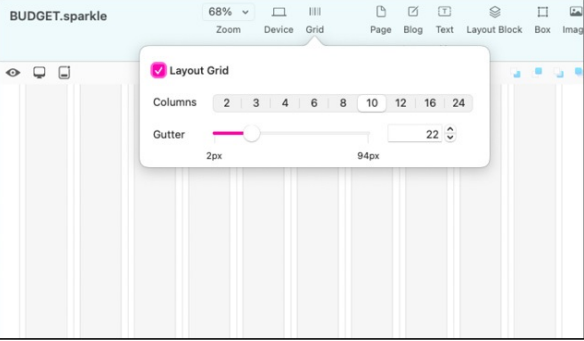 BUDGET.sparkle
68%
Zoom Device Grid Page Blog Text Layout Block Box Imag
Layout Grid
Columns 2 3 4 6 8 10 12 16 24
Gutter 22
2px 94px